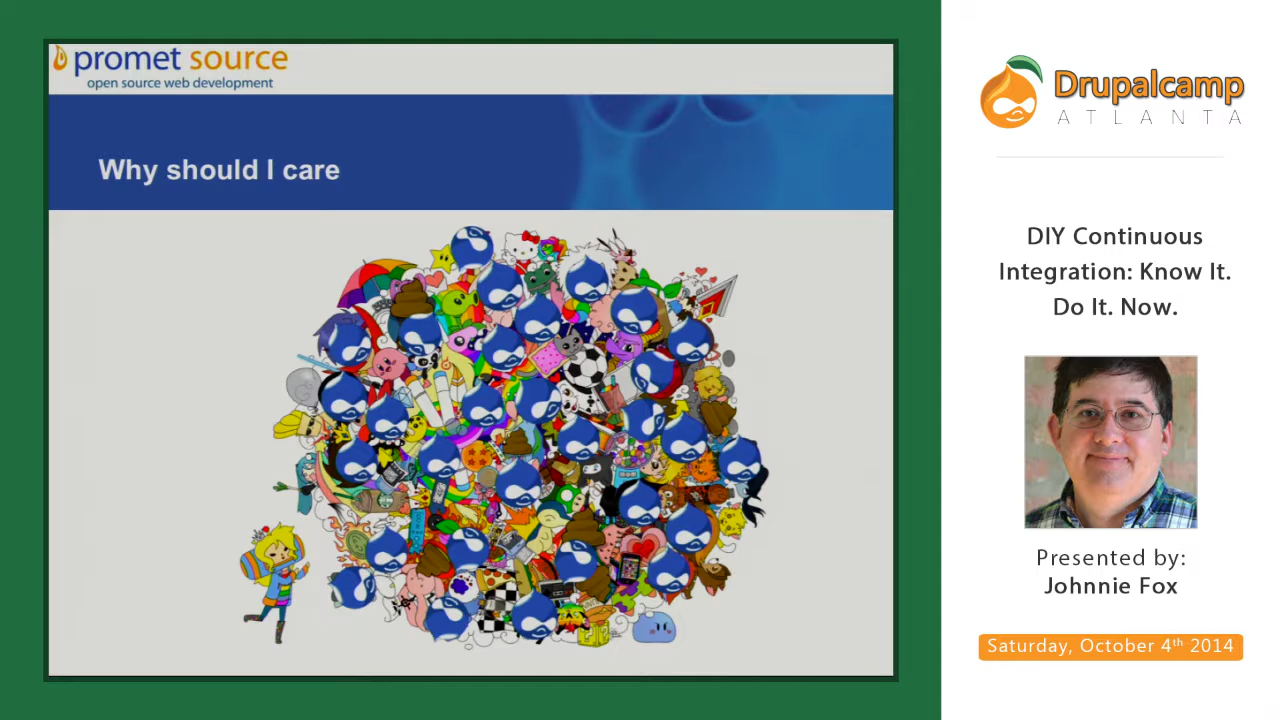 promet source
open source web development
Why should I care
Drupalcamp
ATLANTA
DIY Continuous
Integration: Know It.
Do It. Now.
Presented by:
Johnnie Fox
Saturday, October 4th 2014